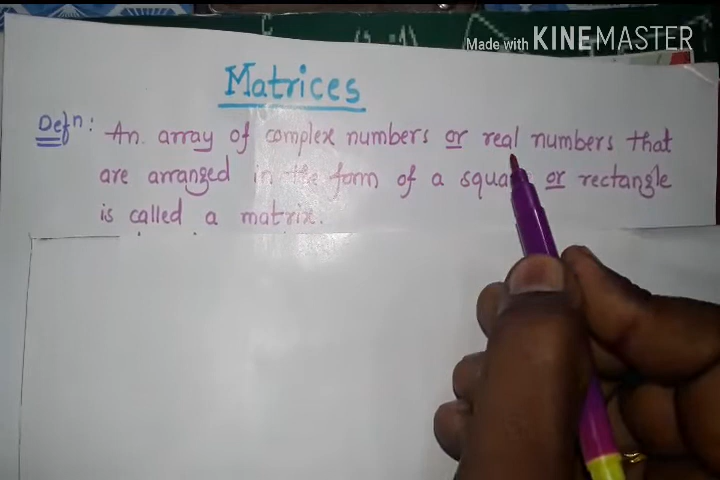 Made with KINEMASTER
Matrices
Defn: An array of complex numbers or real numbers that
are arranged in the form of a square or rectangle
is called a matrix.